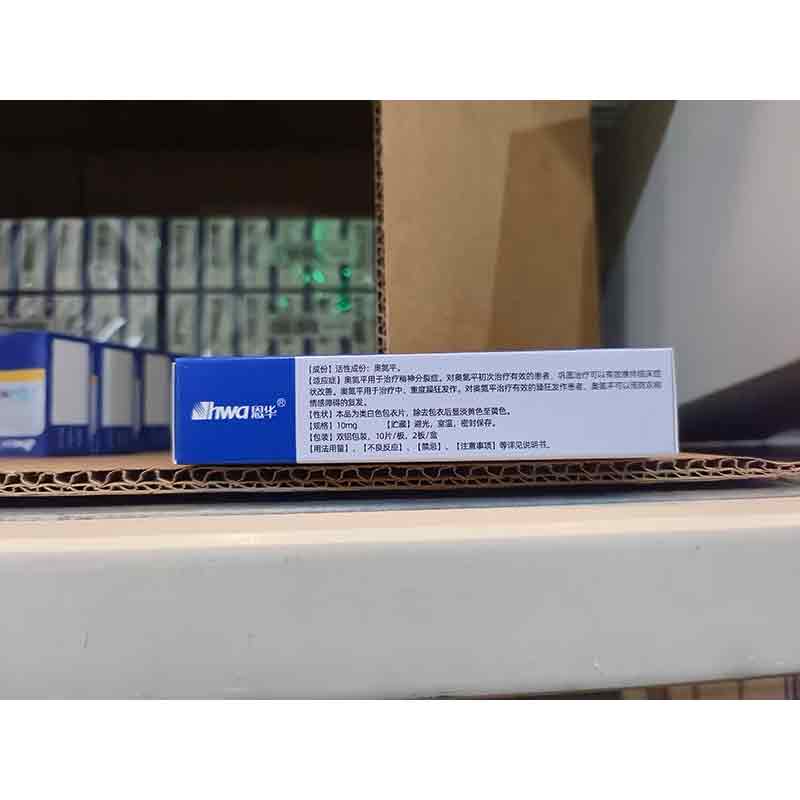 hwa恩华®
【成份】活性成份：奥氮平。
【适应症】奥氮平用于治疗精神分裂症。对奥氮平初次治疗有效的患者，巩固治疗可以有效维持临床症
状改善。奥氮平用于治疗中、重度躁狂发作。对奥氮平治疗有效的躁狂发作患者，奥氮平可以预防双相
情感障碍的复发。
【性状】本品为类白色包衣片，除去包衣后显淡黄色至黄色。
【规格】10mg 【贮藏】避光，室温，密封保存。
【包装】双铝包装，10片/板，2板/盒
【用法用量】、【不良反应】、【禁忌】、【注意事项】等详见说明书。